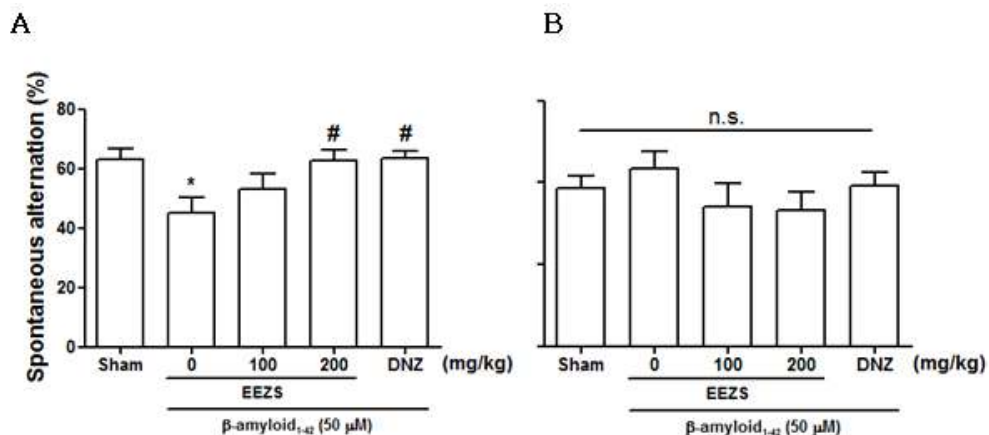 A
B
Spontaneous alternation (%)
80
60
40
20
0
*
#
#
Sham 0 100 200 DNZ (mg/kg)
EEZS
β-amyloid₁₋₄₂ (50 μM)
n.s.
Sham 0 100 200 DNZ (mg/kg)
EEZS
β-amyloid₁₋₄₂ (50 μM)